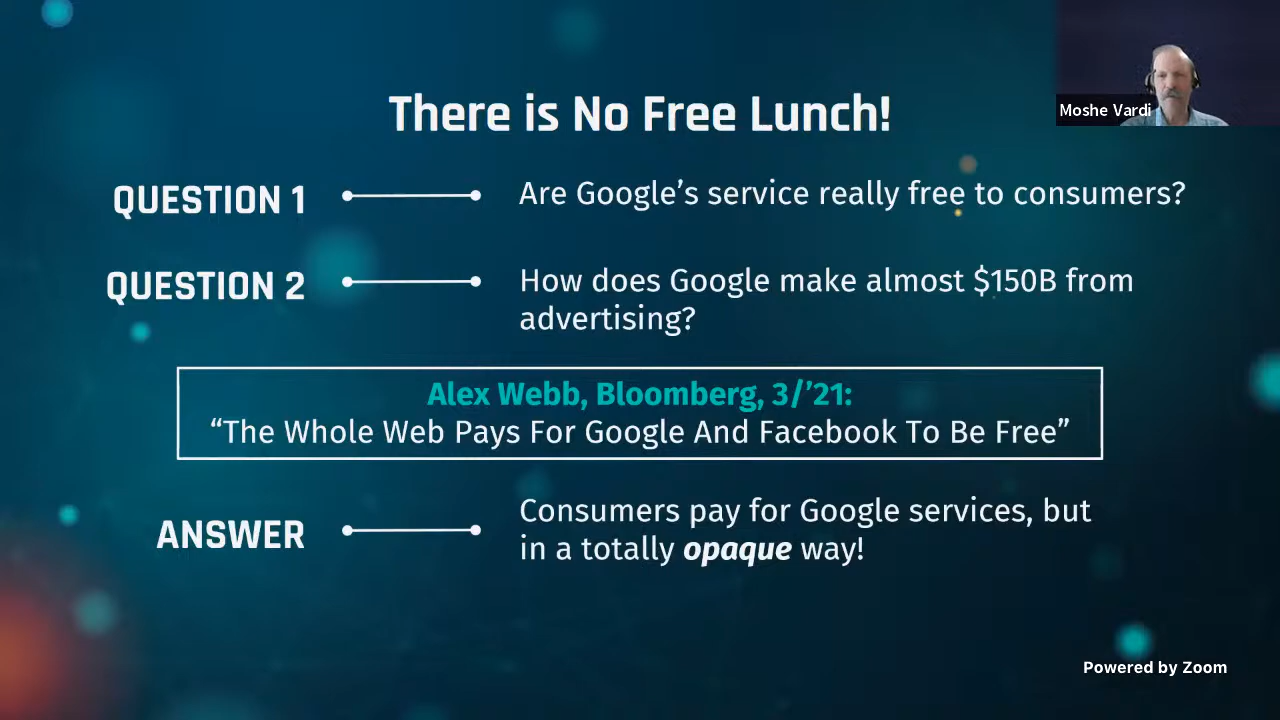 There is No Free Lunch!
Moshe Vardi
QUESTION 1
Are Google’s service really free to consumers?
QUESTION 2
How does Google make almost $150B from
advertising?
Alex Webb, Bloomberg, 3/’21:
“The Whole Web Pays For Google And Facebook To Be Free”
ANSWER
Consumers pay for Google services, but
in a totally opaque way!
Powered by Zoom